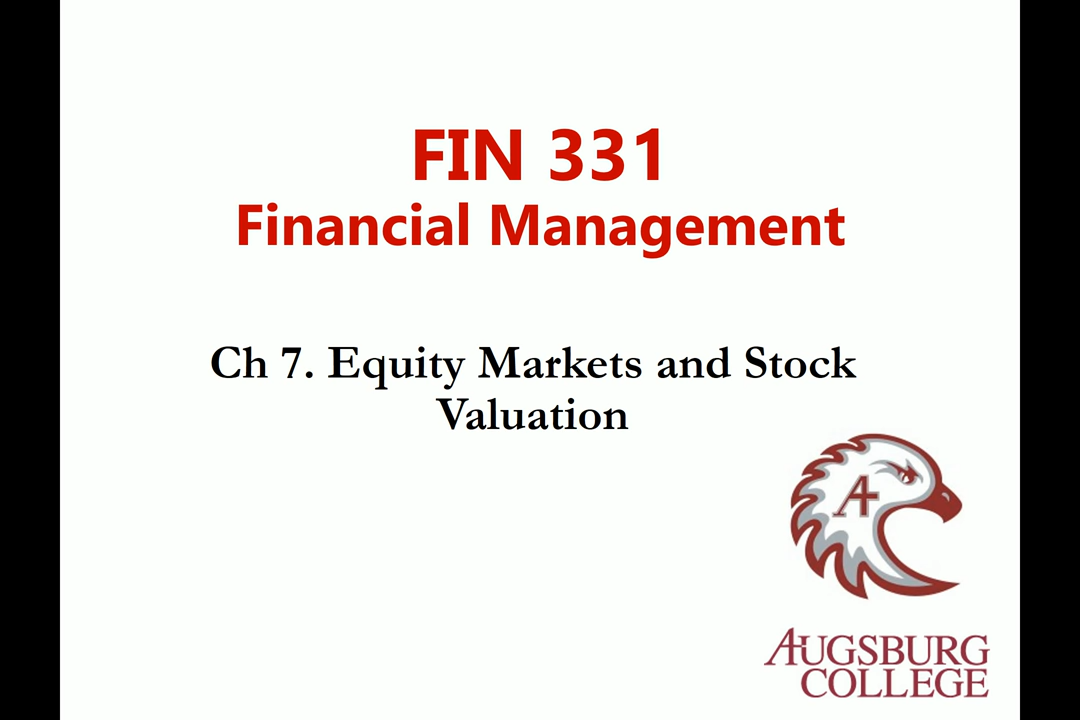 FIN 331
Financial Management
Ch 7. Equity Markets and Stock
Valuation
A
AUGSBURG
COLLEGE